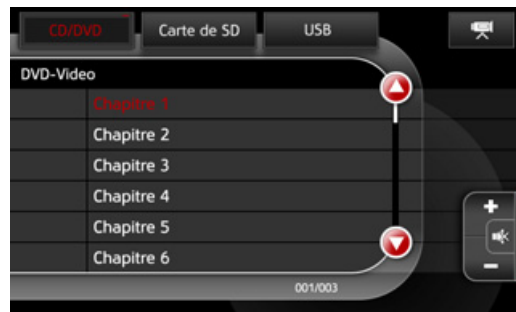 CD/DVD Carte de SD USB
DVD-Video
Chapitre 1
Chapitre 2
Chapitre 3
Chapitre 4
Chapitre 5
Chapitre 6
+
-
001/003